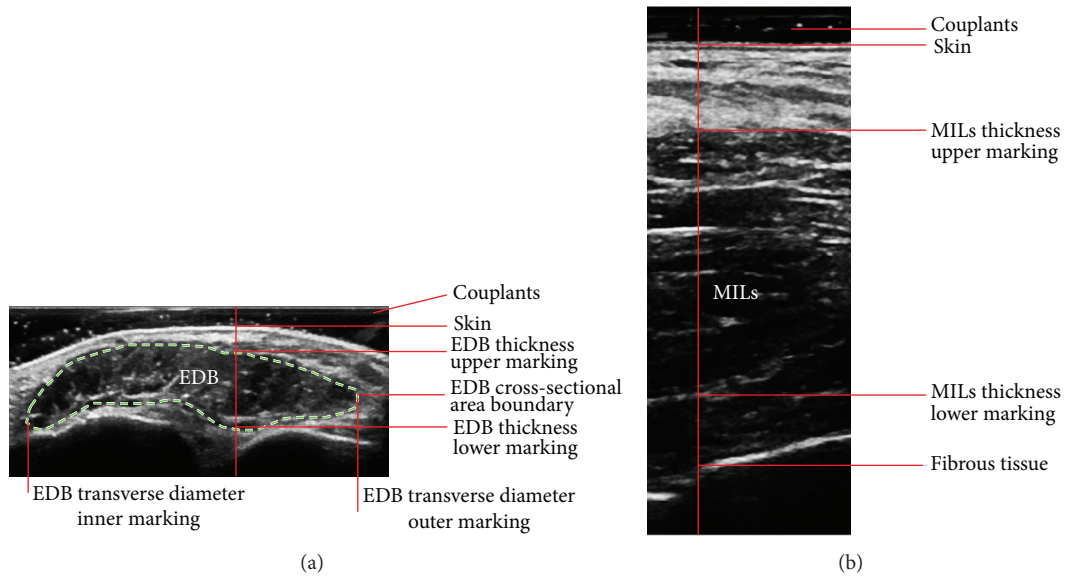 Couplants
Skin
EDB thickness
upper marking
EDB
EDB cross-sectional
area boundary
EDB thickness
lower marking
EDB transverse diameter
inner marking
EDB transverse diameter
outer marking
(a)
Couplants
Skin
MILs thickness
upper marking
MILs
MILs thickness
lower marking
Fibrous tissue
(b)